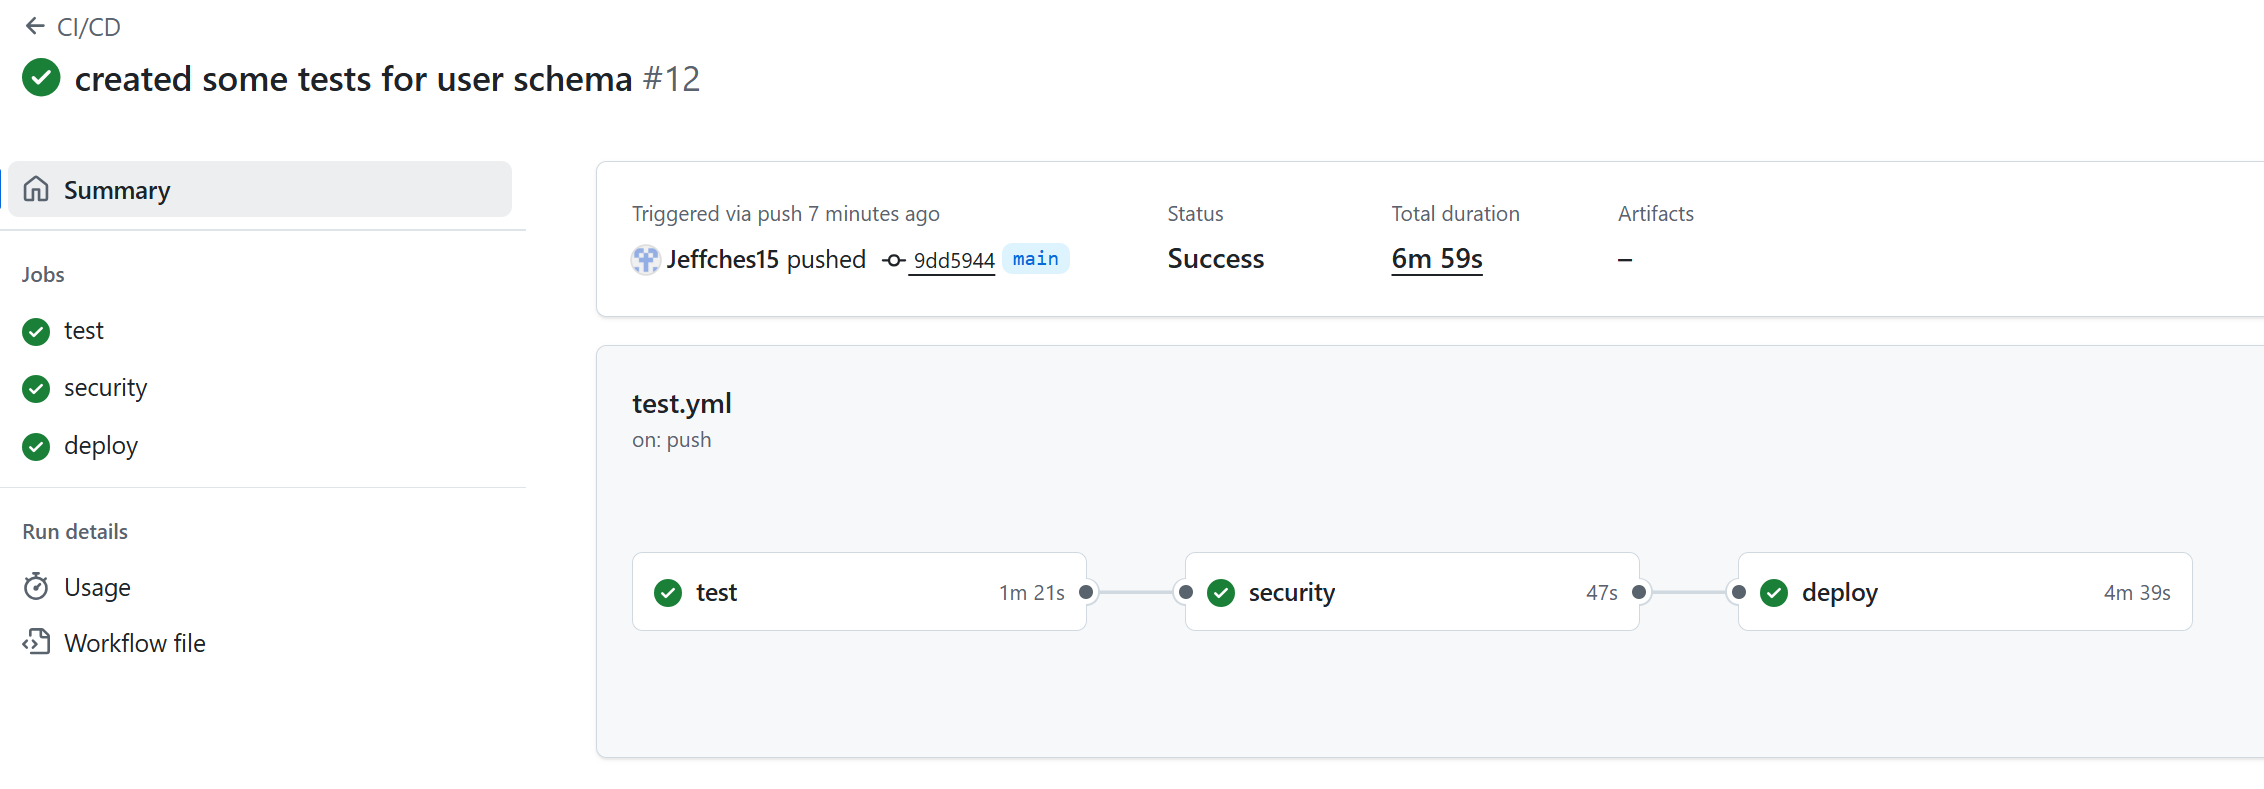 CI/CD
created some tests for user schema #12
Summary
Jobs
test
security
deploy
Run details
Usage
Workflow file
Triggered via push 7 minutes ago
Jeffches15 pushed 9dd5944 main
Status
Success
Total duration
6m 59s
Artifacts
–
test.yml
on: push
test 1m 21s
security 47s
deploy 4m 39s